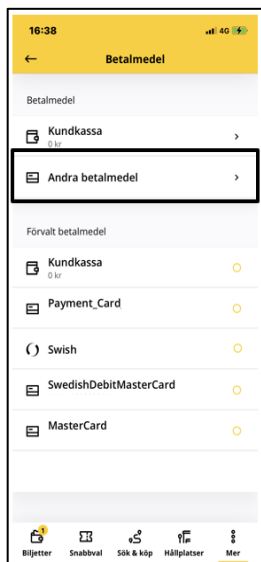 16:38
4G
Betalmedel
Betalmedel
Kundkassa
0 kr
Andra betalmedel
Förvalt betalmedel
Kundkassa
0 kr
Payment_Card
Swish
SwedishDebitMasterCard
MasterCard
1
Biljetter Snabbval Sök & köp Hållplatser Mer